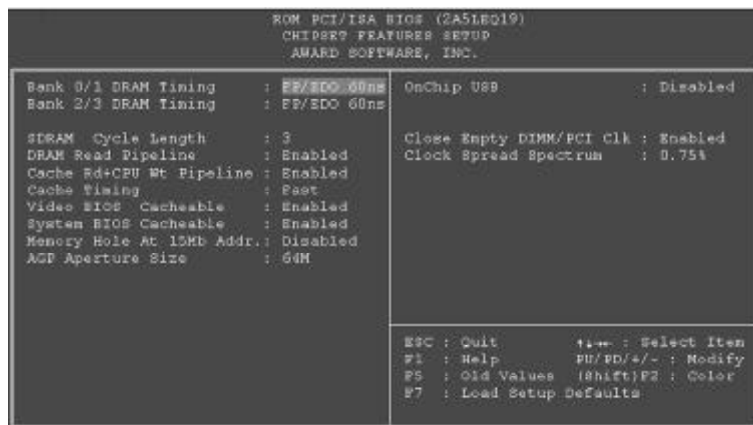 ROM PCI/ISA BIOS (2A5LEQ19)
CHIPSET FEATURES SETUP
AWARD SOFTWARE, INC.
Bank 0/1 DRAM Timing : FP/EDO 60ns
Bank 2/3 DRAM Timing : FP/EDO 60ns
SDRAM Cycle Length : 3
DRAM Read Pipeline : Enabled
Cache Rd+CPU Wt Pipeline : Enabled
Cache Timing : Fast
Video BIOS Cacheable : Enabled
System BIOS Cacheable : Enabled
Memory Hole At 15Mb Addr.: Disabled
AGP Aperture Size : 64M
OnChip USB : Disabled
Close Empty DIMM/PCI Clk : Enabled
Clock Spread Spectrum : 0.75%
ESC : Quit ↑↓→← : Select Item
F1 : Help PU/PD/+/- : Modify
F5 : Old Values (Shift)F2 : Color
F7 : Load Setup Defaults